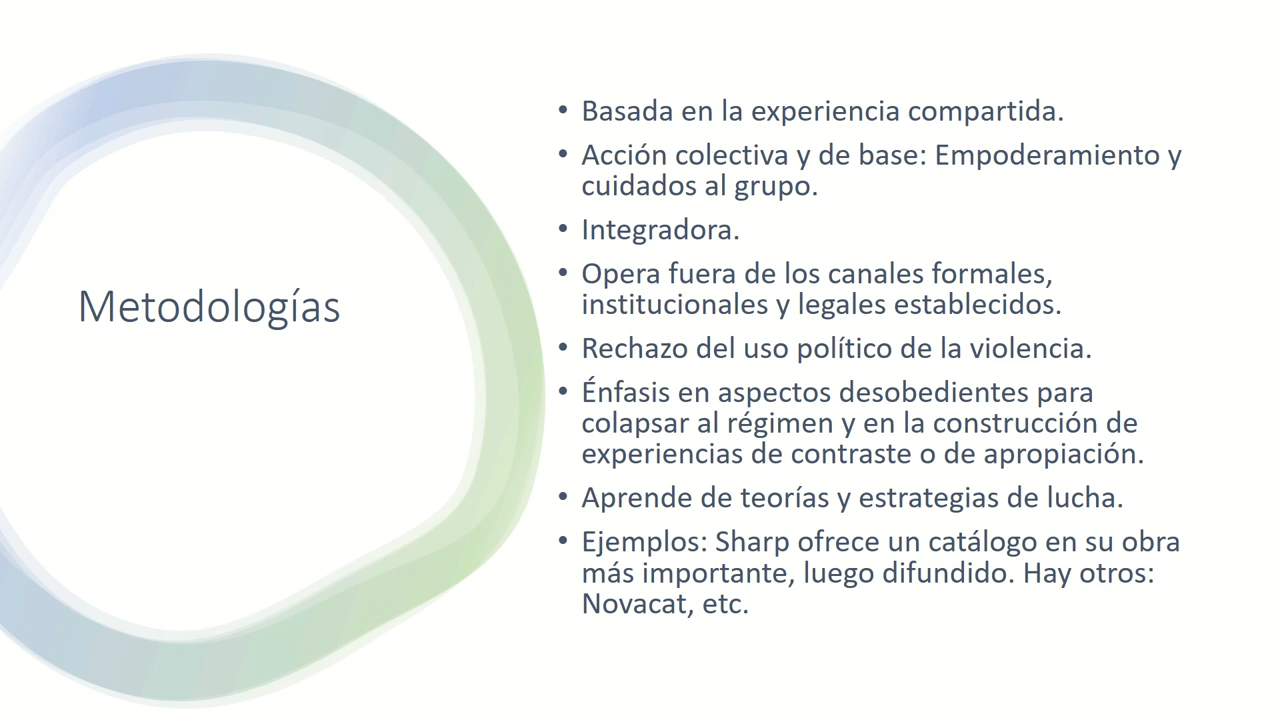 Metodologías
• Basada en la experiencia compartida.
• Acción colectiva y de base: Empoderamiento y
cuidados al grupo.
• Integradora.
• Opera fuera de los canales formales,
institucionales y legales establecidos.
• Rechazo del uso político de la violencia.
• Énfasis en aspectos desobedientes para
colapsar al régimen y en la construcción de
experiencias de contraste o de apropiación.
• Aprende de teorías y estrategias de lucha.
• Ejemplos: Sharp ofrece un catálogo en su obra
más importante, luego difundido. Hay otros:
Novacat, etc.